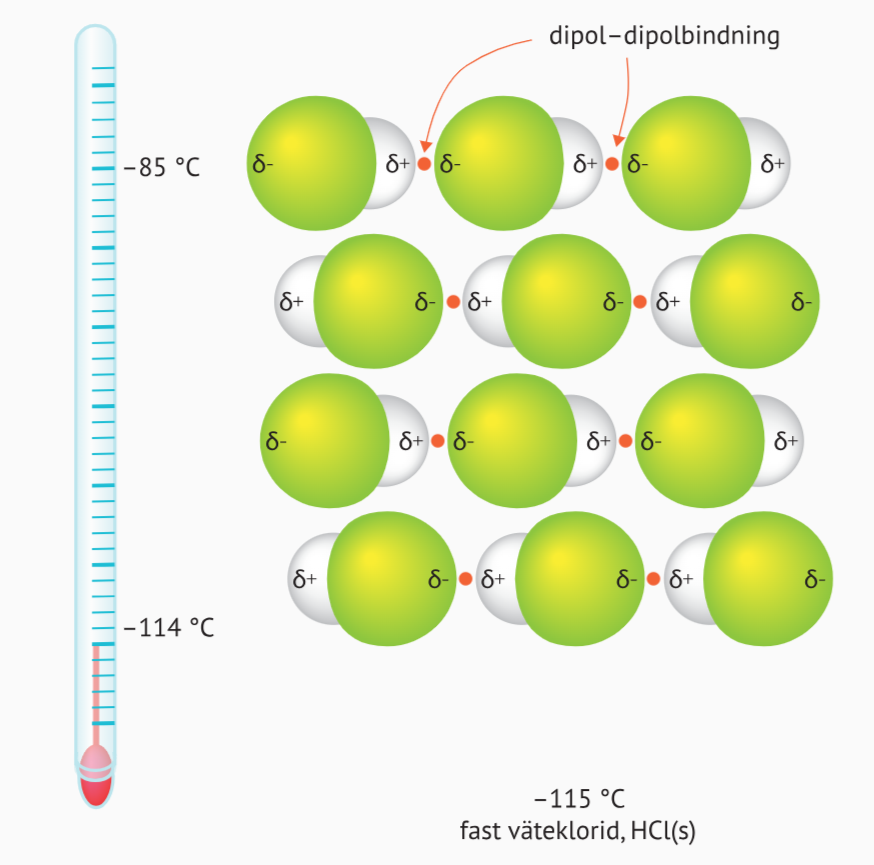 dipol–dipolbindning
–85 °C
δ- δ+ δ- δ+ δ- δ+
δ+ δ- δ+ δ- δ+ δ-
δ- δ+ δ- δ+ δ- δ+
–114 °C
δ+ δ- δ+ δ- δ+ δ-
–115 °C
fast väteklorid, HCl(s)